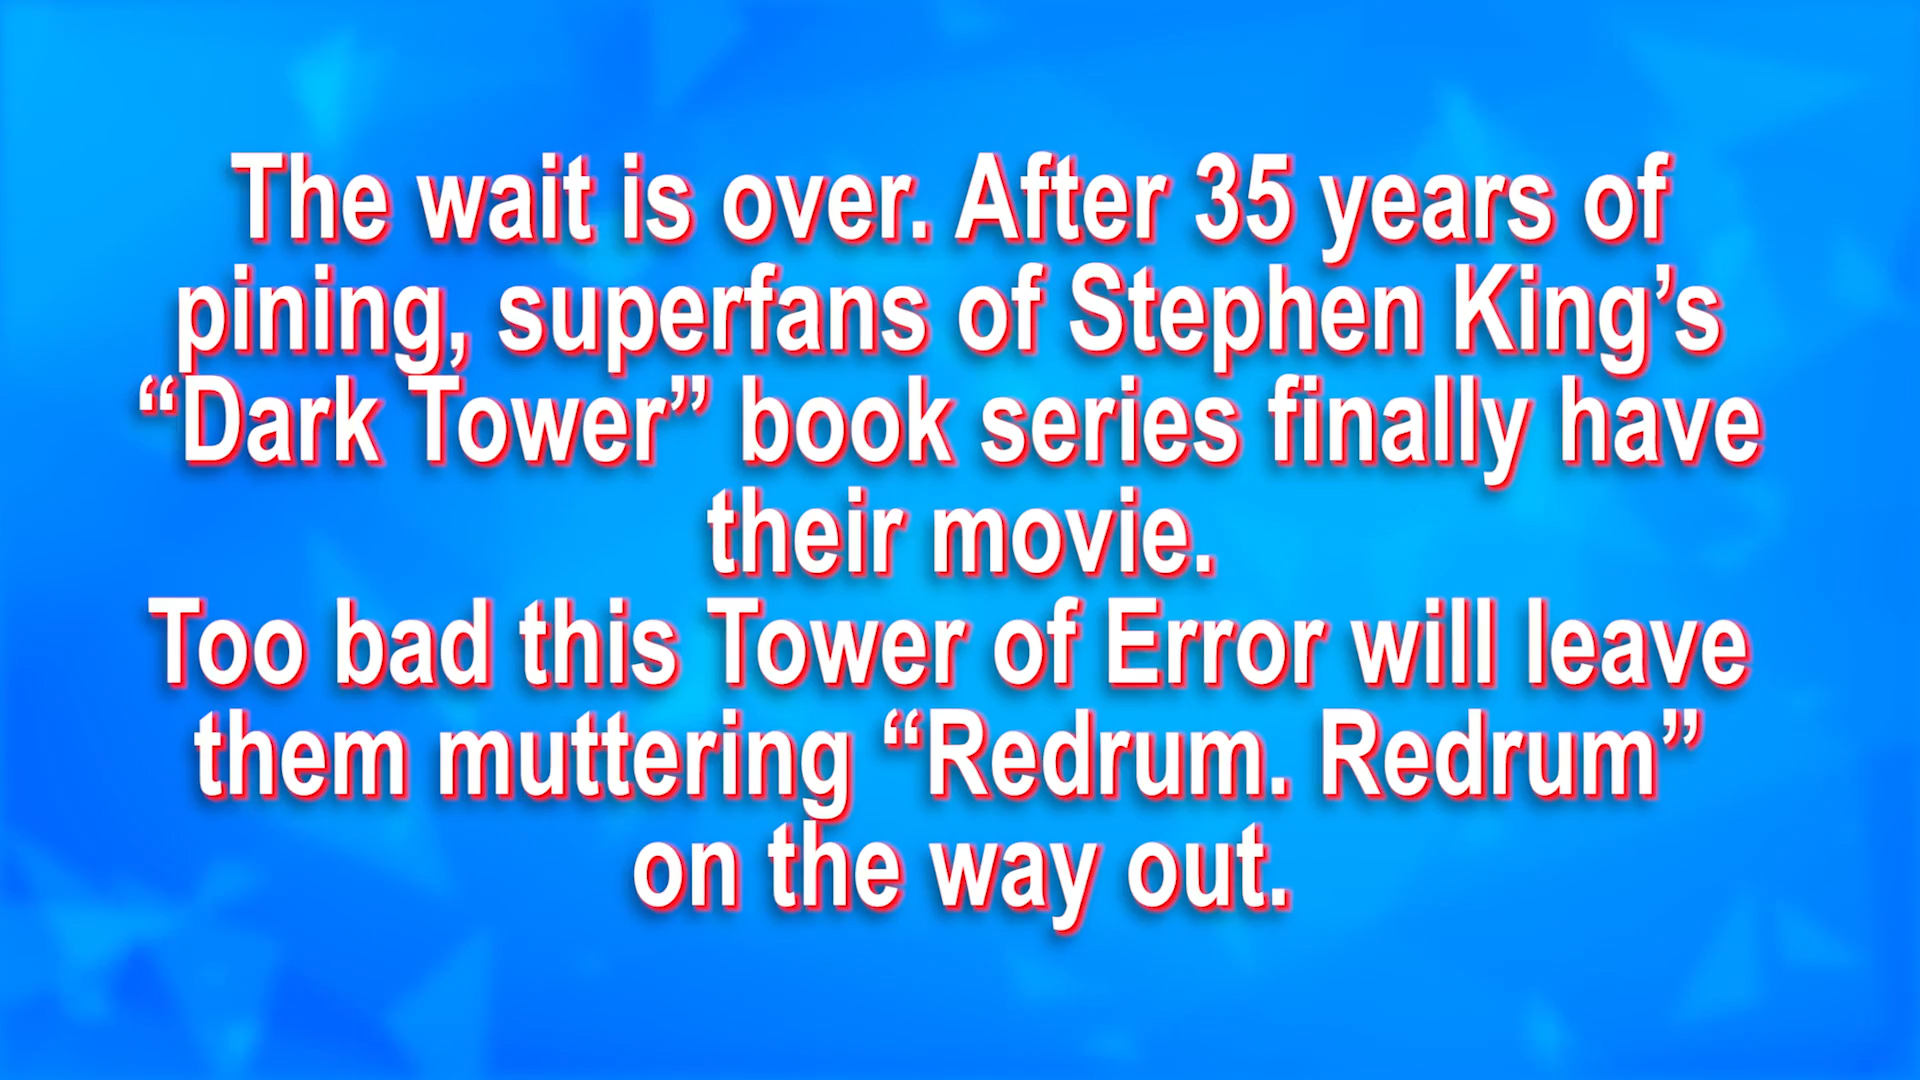 The wait is over. After 35 years of
pining, superfans of Stephen King’s
“Dark Tower” book series finally have
their movie.
Too bad this Tower of Error will leave
them muttering “Redrum. Redrum”
on the way out.